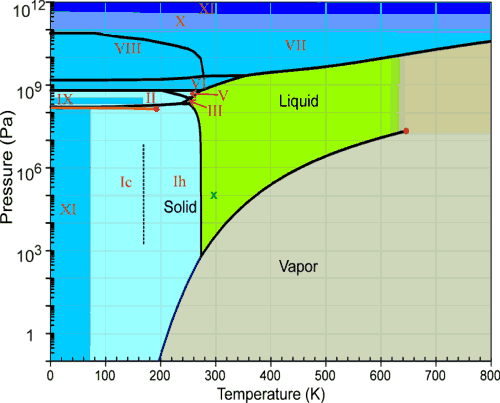 10¹²
XI
X
VIII
VII
10⁹
VI
IX
II
V
III
Liquid
10⁶
Ic
Ih
x
XI
Solid
10³
Vapor
1
Pressure (Pa)
0 100 200 300 400 500 600 700 800
Temperature (K)